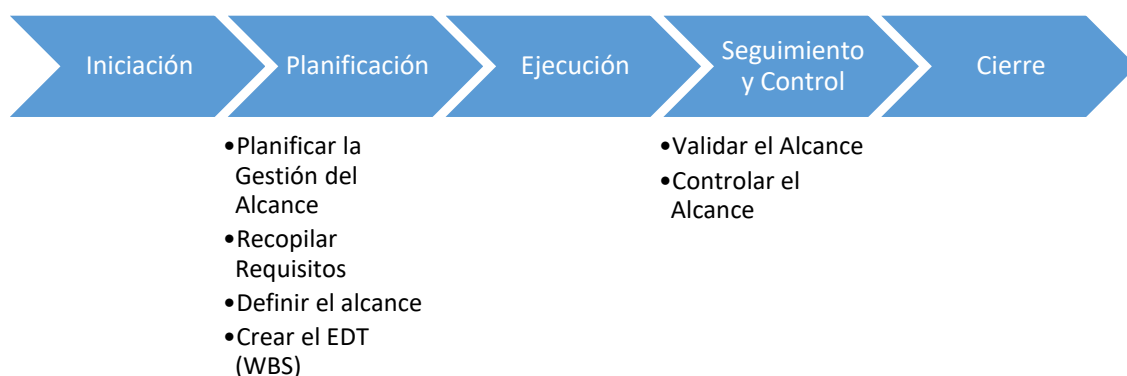 Iniciación
Planificación
Ejecución
Seguimiento
y Control
Cierre
•Planificar la
Gestión del
Alcance
•Recopilar
Requisitos
•Definir el alcance
•Crear el EDT
(WBS)
•Validar el Alcance
•Controlar el
Alcance